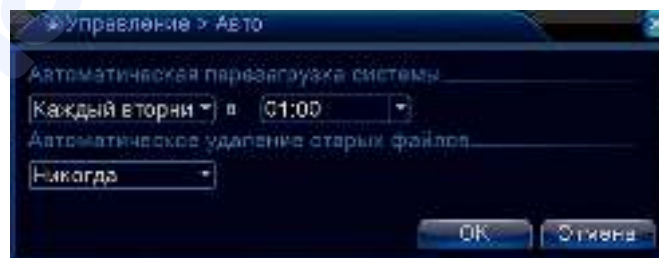 Управление > Авто
Автоматическая перезагрузка системы
Каждый вторни в 01:00
Автоматическое удаление старых файлов
Никогда
OK Отмена